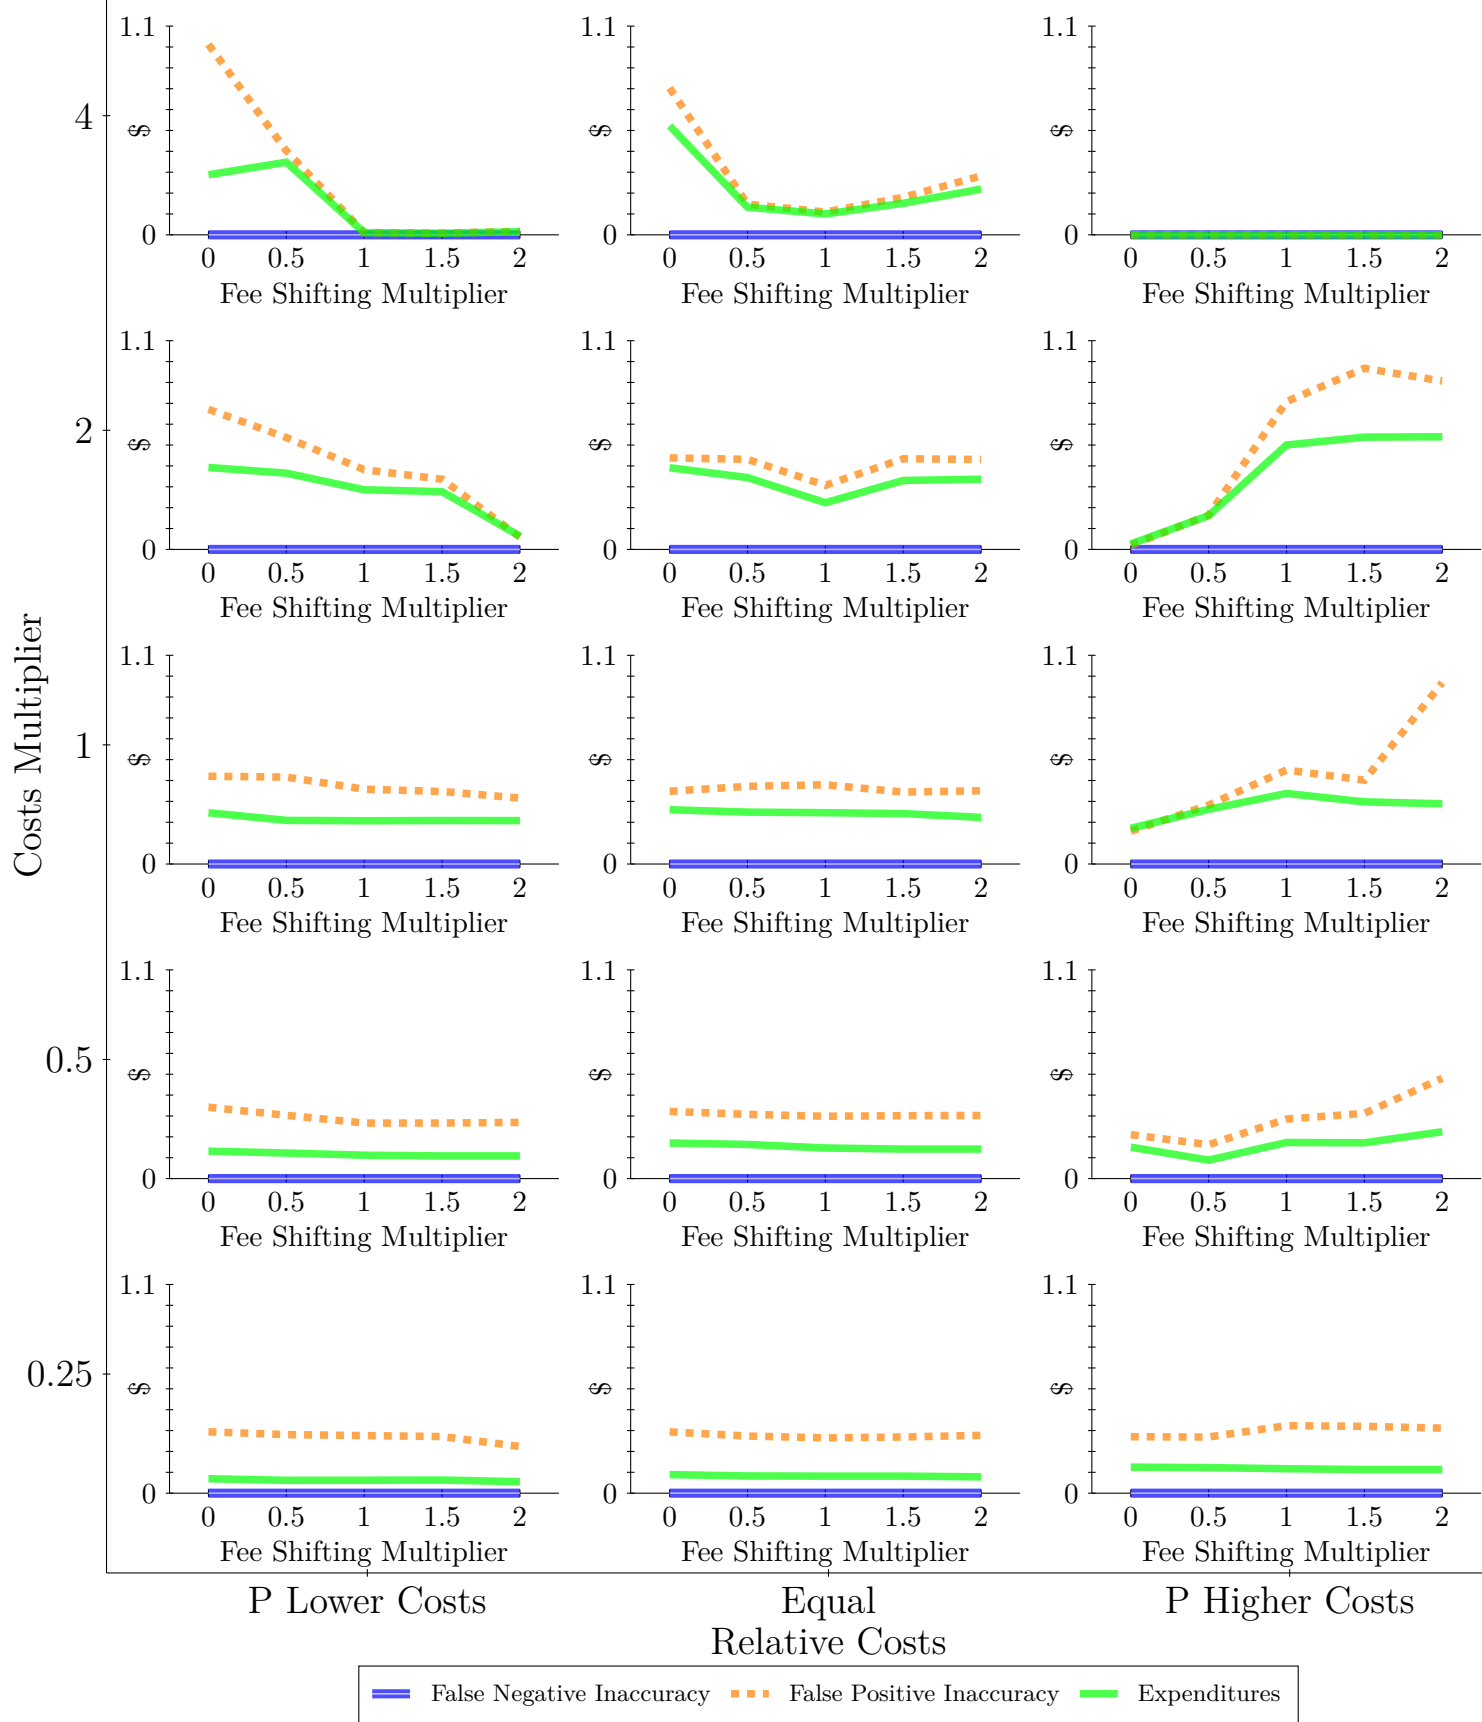 1.1 1.1 1.1
4 $ $ $
0 0 0
0 0.5 1 1.5 2 0 0.5 1 1.5 2 0 0.5 1 1.5 2
Fee Shifting Multiplier Fee Shifting Multiplier Fee Shifting Multiplier
1.1 1.1 1.1
2 $ $ $
0 0 0
0 0.5 1 1.5 2 0 0.5 1 1.5 2 0 0.5 1 1.5 2
Fee Shifting Multiplier Fee Shifting Multiplier Fee Shifting Multiplier
Costs Multiplier
1.1 1.1 1.1
1 $ $ $
0 0 0
0 0.5 1 1.5 2 0 0.5 1 1.5 2 0 0.5 1 1.5 2
Fee Shifting Multiplier Fee Shifting Multiplier Fee Shifting Multiplier
1.1 1.1 1.1
0.5 $ $ $
0 0 0
0 0.5 1 1.5 2 0 0.5 1 1.5 2 0 0.5 1 1.5 2
Fee Shifting Multiplier Fee Shifting Multiplier Fee Shifting Multiplier
1.1 1.1 1.1
0.25 $ $ $
0 0 0
0 0.5 1 1.5 2 0 0.5 1 1.5 2 0 0.5 1 1.5 2
Fee Shifting Multiplier Fee Shifting Multiplier Fee Shifting Multiplier
P Lower Costs Equal P Higher Costs
Relative Costs
False Negative Inaccuracy False Positive Inaccuracy Expenditures